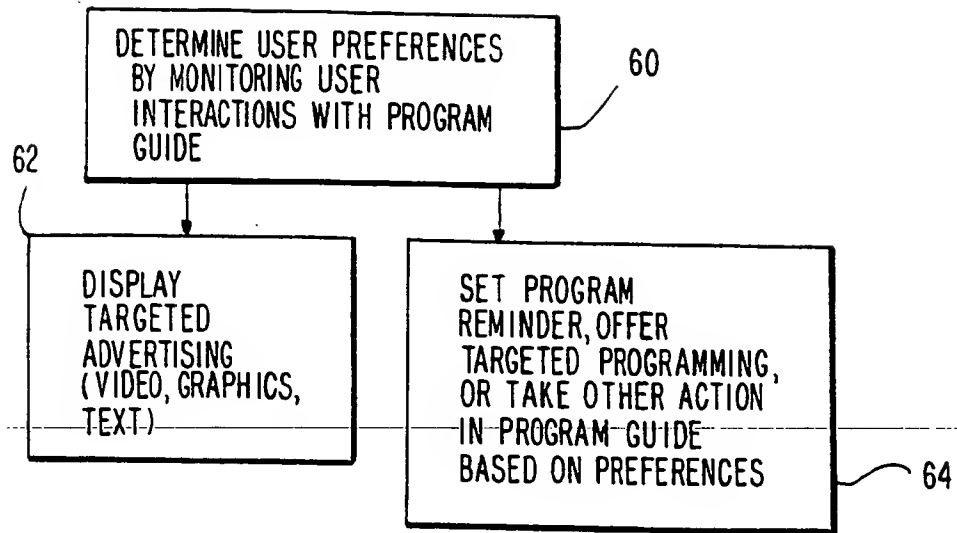 DETERMINE USER PREFERENCES
BY MONITORING USER
INTERACTIONS WITH PROGRAM
GUIDE
60
62
DISPLAY
TARGETED
ADVERTISING
(VIDEO, GRAPHICS,
TEXT)
SET PROGRAM
REMINDER, OFFER
TARGETED PROGRAMMING,
OR TAKE OTHER ACTION
IN PROGRAM GUIDE
BASED ON PREFERENCES
64